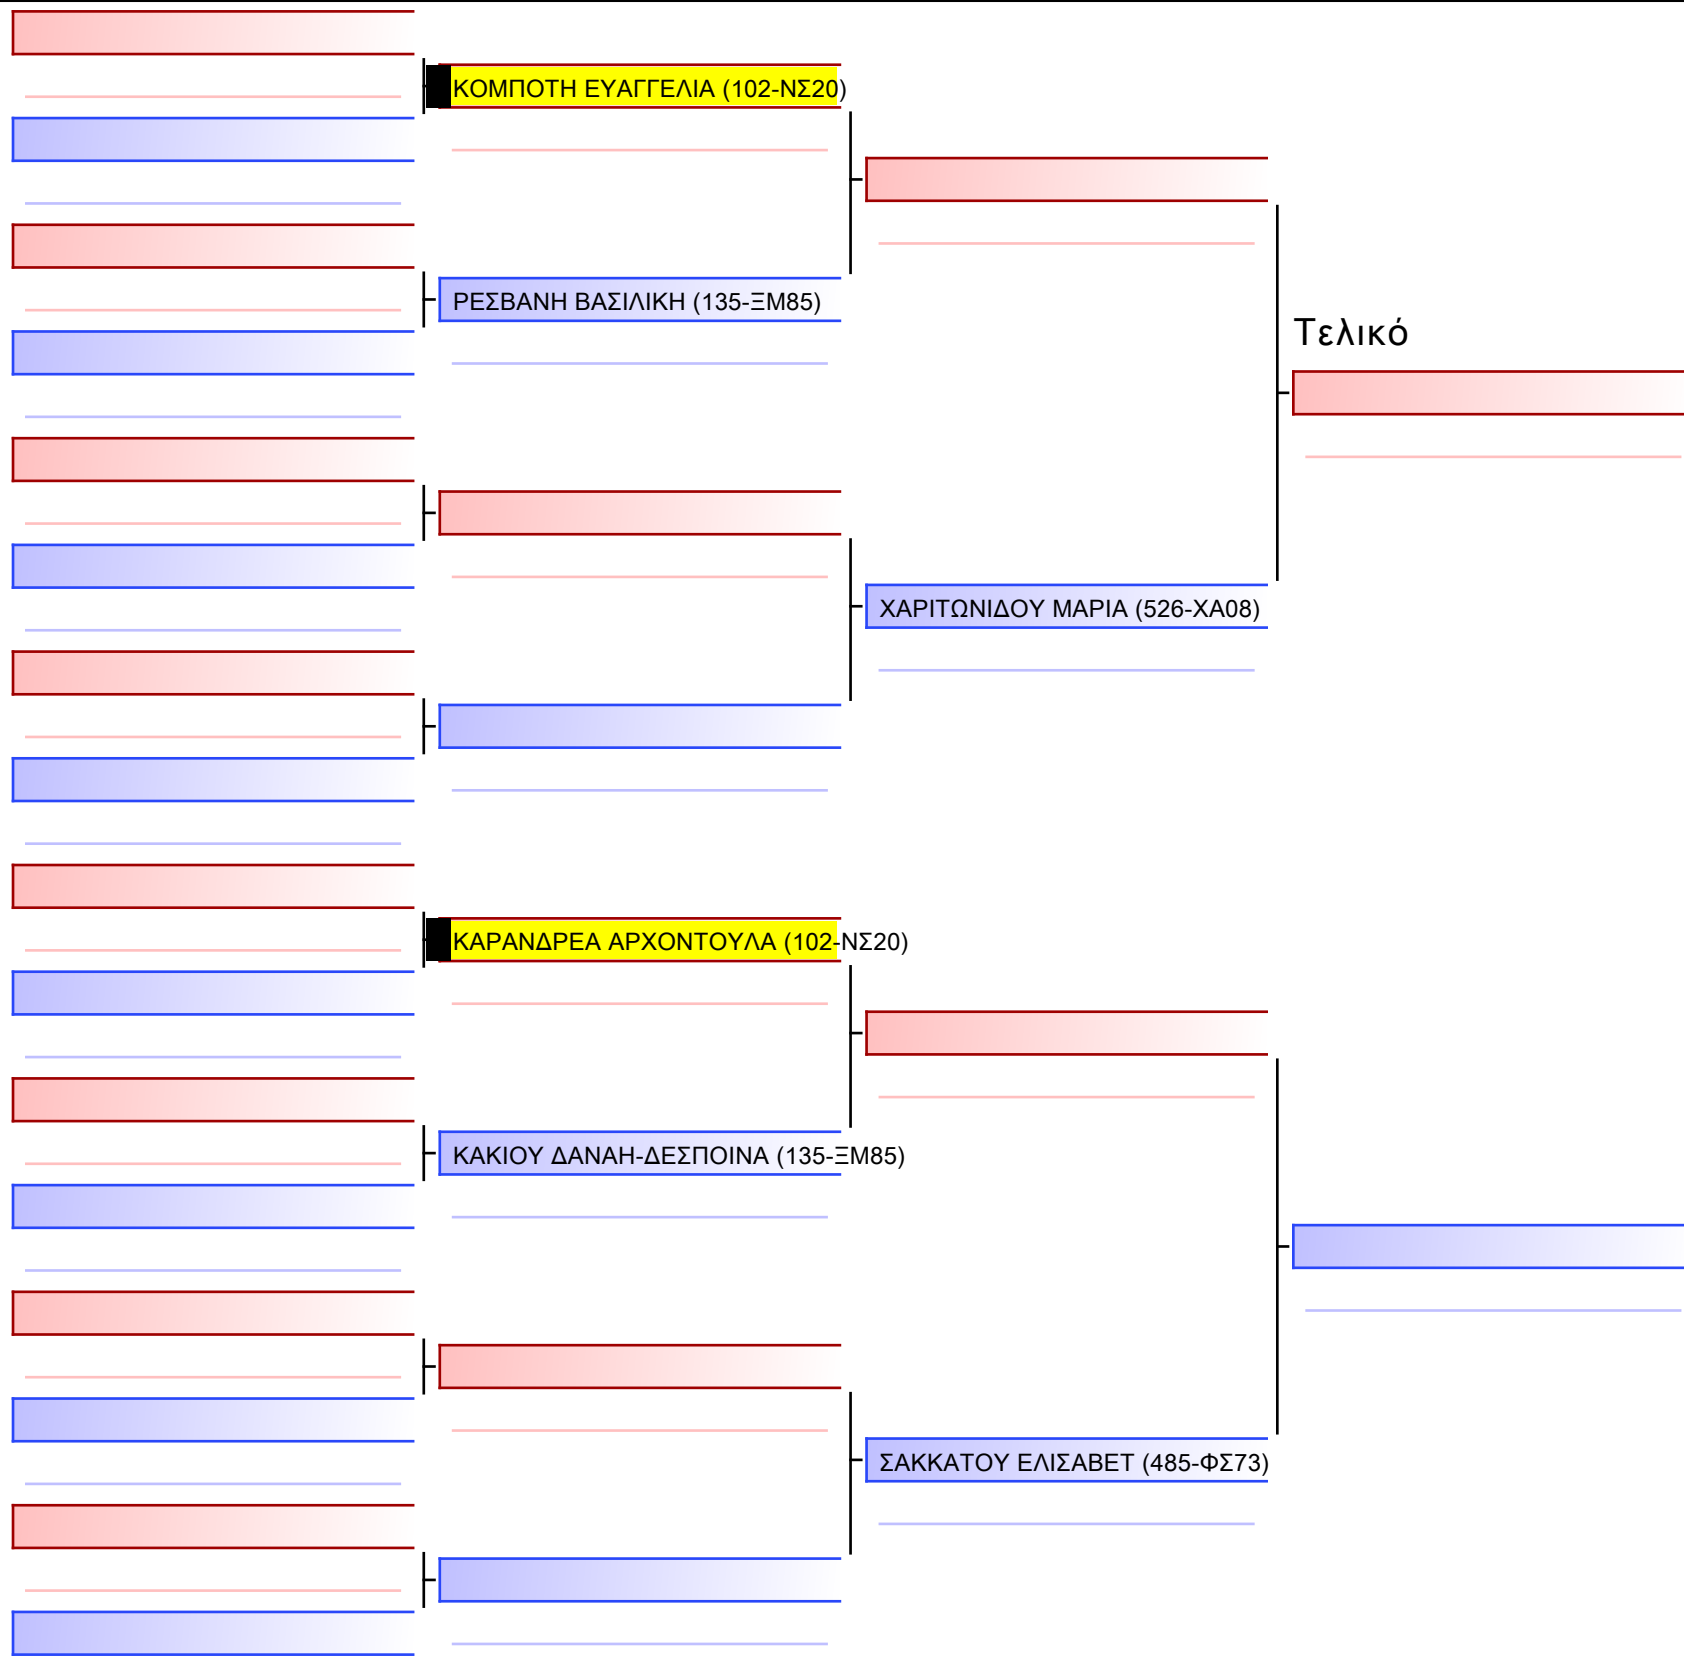 ΚΟΜΠΟΤΗ ΕΥΑΓΓΕΛΙΑ (102-ΝΣ20)
ΡΕΣΒΑΝΗ ΒΑΣΙΛΙΚΗ (135-ΞΜ85)
Τελικό
ΧΑΡΙΤΩΝΙΔΟΥ ΜΑΡΙΑ (526-ΧΑ08)
ΚΑΡΑΝΔΡΕΑ ΑΡΧΟΝΤΟΥΛΑ (102-ΝΣ20)
ΚΑΚΙΟΥ ΔΑΝΑΗ-ΔΕΣΠΟΙΝΑ (135-ΞΜ85)
ΣΑΚΚΑΤΟΥ ΕΛΙΣΑΒΕΤ (485-ΦΣ73)